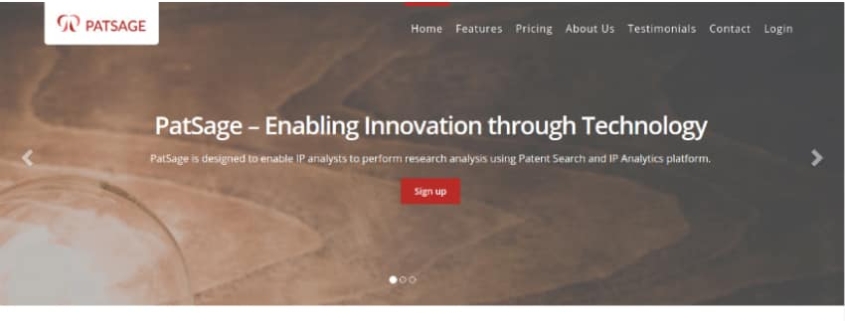 PATSAGE
Home Features Pricing About Us Testimonials Contact Login
PatSage – Enabling Innovation through Technology
PatSage is designed to enable IP analysts to perform research analysis using Patent Search and IP Analytics platform.
Sign up